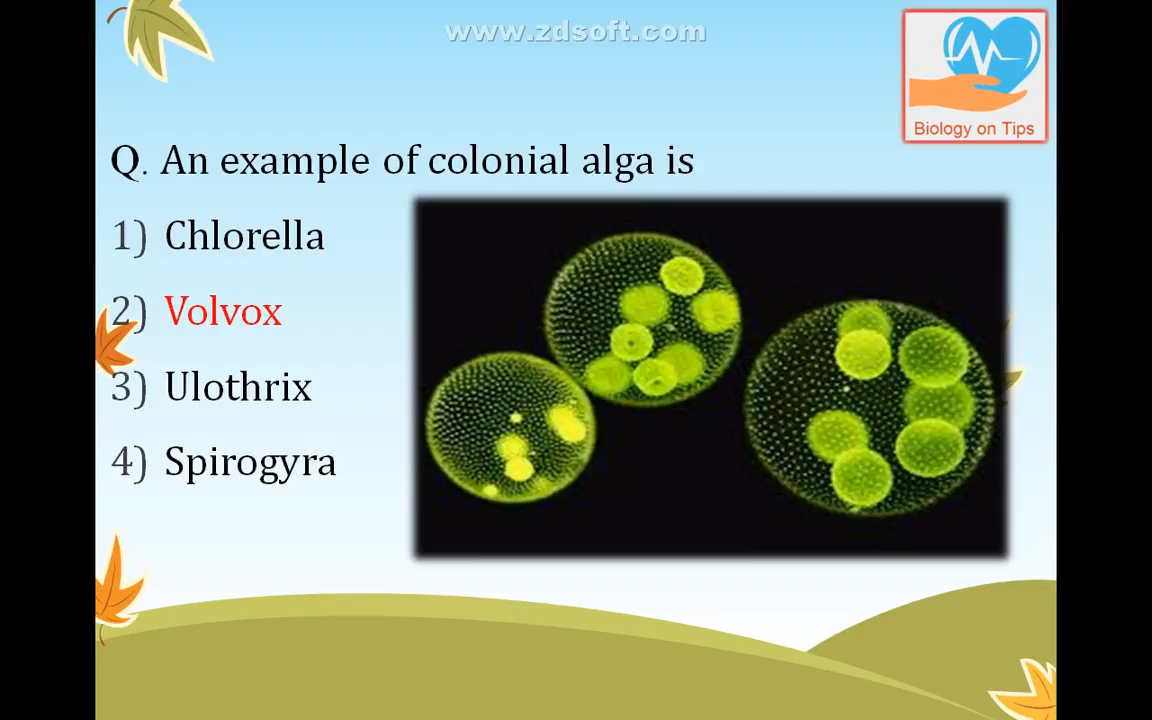 www.zdsoft.com
Biology on Tips
Q. An example of colonial alga is
1) Chlorella
2) Volvox
3) Ulothrix
4) Spirogyra